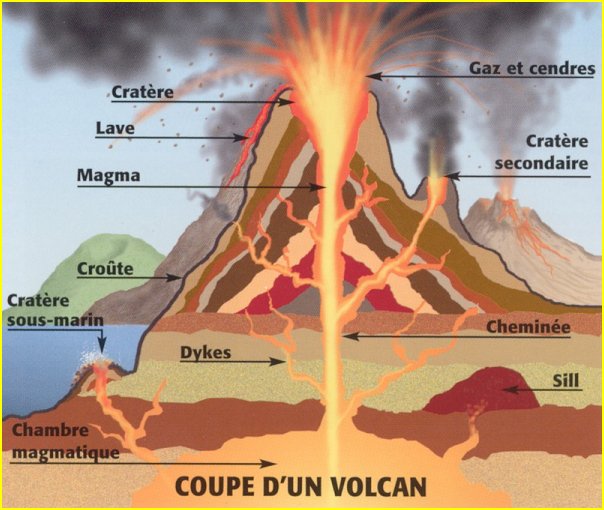 Gaz et cendres
Cratère
Lave
Cratère
secondaire
Magma
Croûte
Cratère
sous-marin
Cheminée
Dykes
Sill
Chambre
magmatique
COUPE D'UN VOLCAN